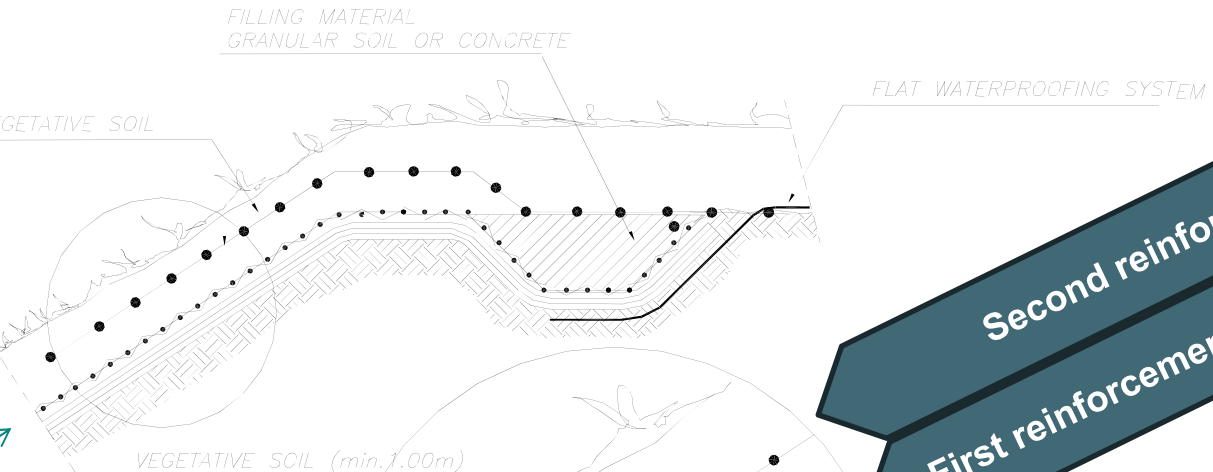 FILLING MATERIAL
GRANULAR SOIL OR CONCRETE
FLAT WATERPROOFING SYSTEM
GETATIVE SOIL
Second reinfor
First reinforcemen
VEGETATIVE SOIL (min.1.00m)